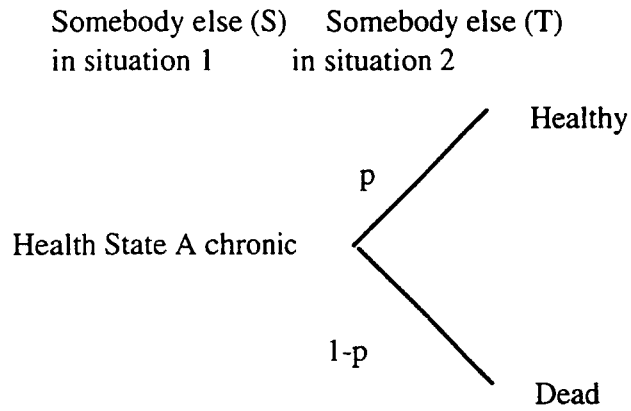 Somebody else (S) Somebody else (T)
in situation 1 in situation 2
Healthy
p
Health State A chronic
1-p
Dead